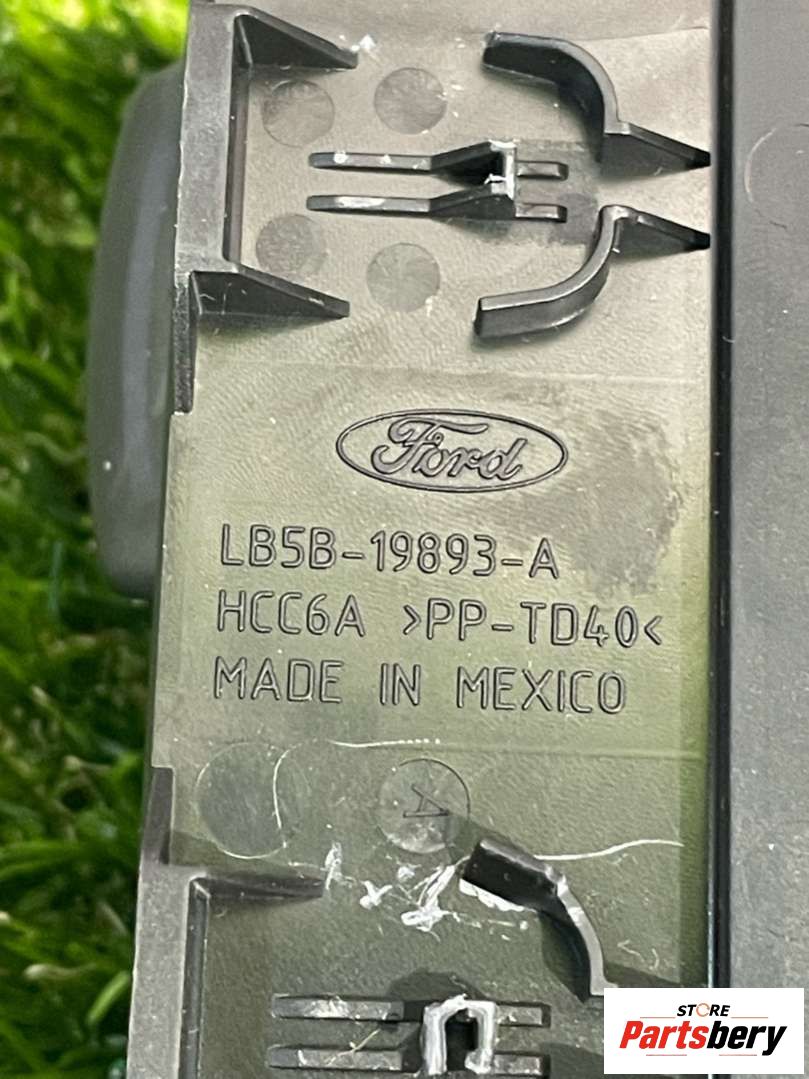 Ford
LB5B-19893-A
HCC6A >PP-TD40<
MADE IN MEXICO
STORE
Partsbery